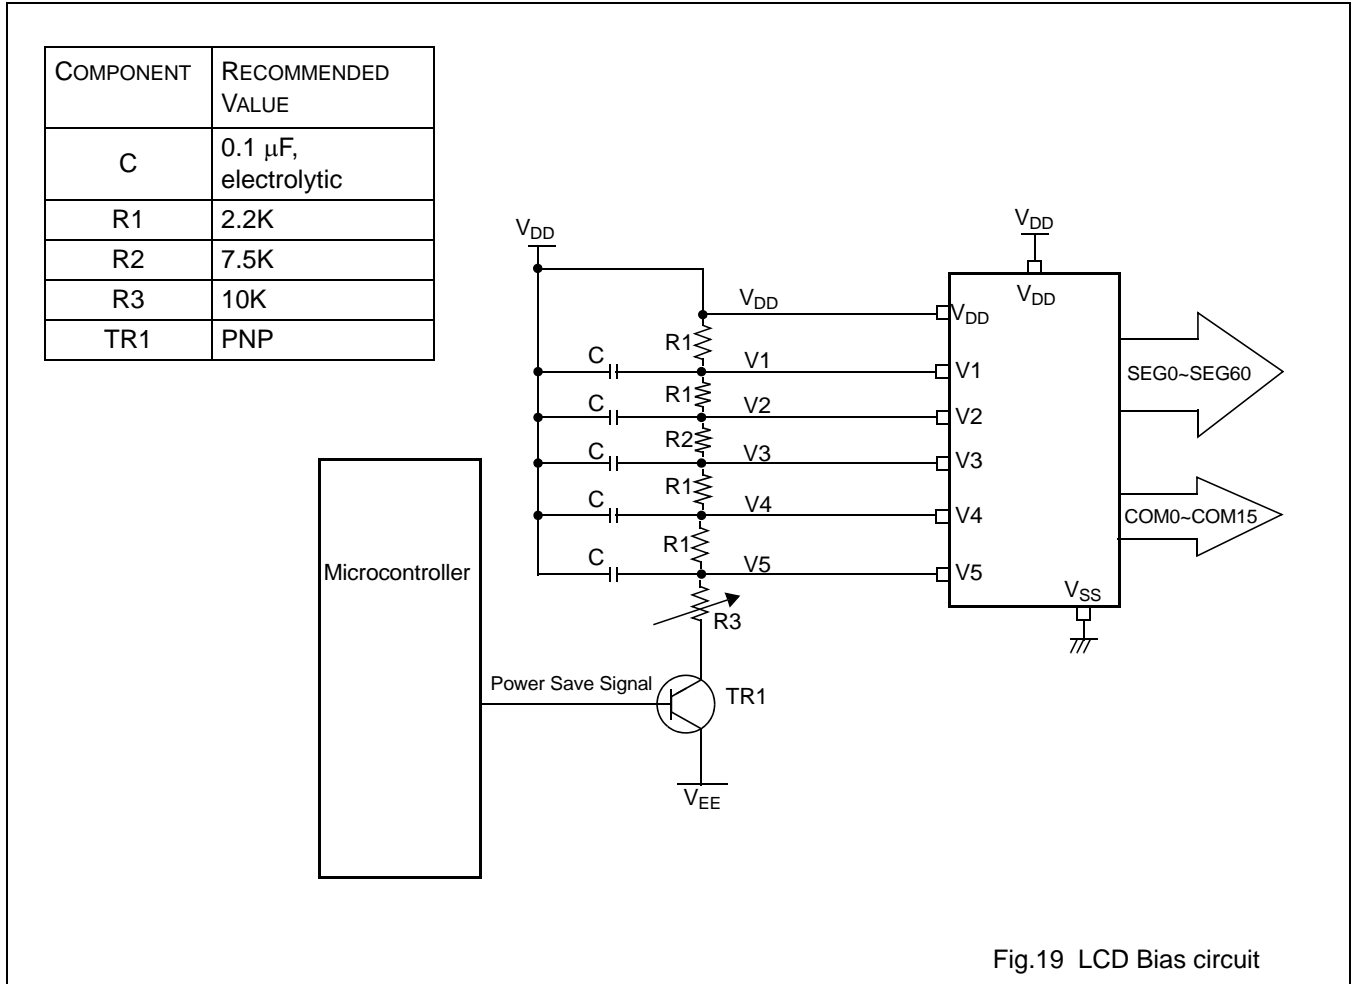 COMPONENT RECOMMENDED VALUE
C 0.1 μF, electrolytic
R1 2.2K
R2 7.5K
R3 10K
TR1 PNP
VDD
VDD
VDD
VDD
VDD
R1
C
V1
V1
R1
C
V2
V2
R2
C
V3
V3
R1
C
V4
V4
R1
C
V5
V5
SEG0~SEG60
COM0~COM15
VSS
R3
Microcontroller
Power Save Signal
TR1
VEE
Fig.19 LCD Bias circuit